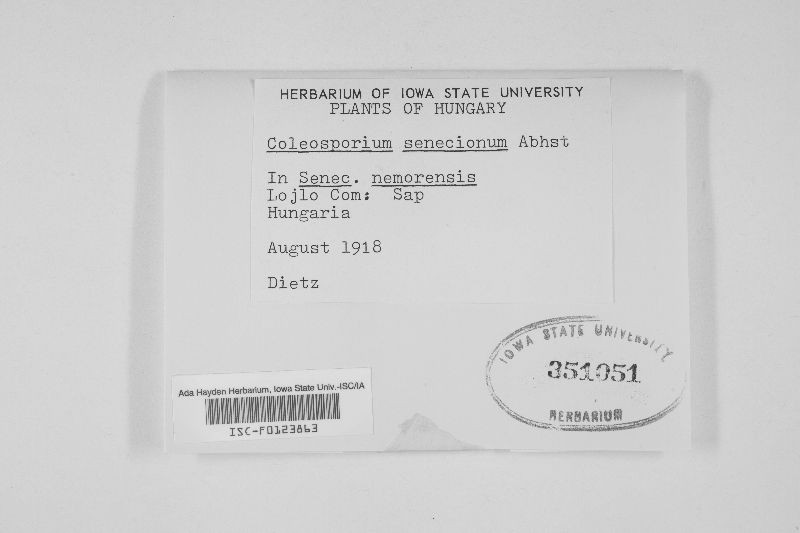 HERBARIUM OF IOWA STATE UNIVERSITY
PLANTS OF HUNGARY
Coleosporium senecionum Abhst
In Senec. nemorensis
Lojlo Com: Sap
Hungaria
August 1918
Dietz
IOWA STATE UNIVERSITY
351051
HERBARIUM
Ada Hayden Herbarium, Iowa State Univ.-ISC/IA
ISC-F0123863